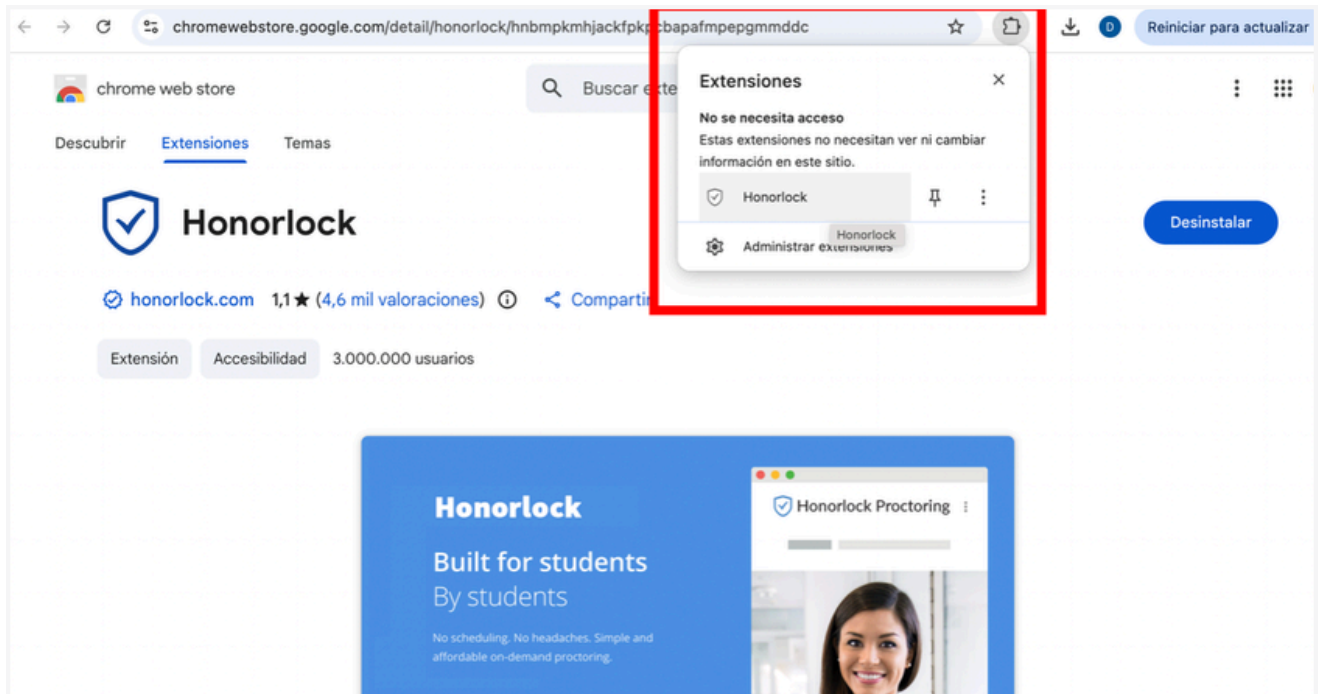 chromewebstore.google.com/detail/honorlock/hnbmpkmhjackfpkpcbapafmpepgmmddc
D
Reiniciar para actualizar
chrome web store
Buscar exte
Extensiones
No se necesita acceso
Estas extensiones no necesitan ver ni cambiar
información en este sitio.
Honorlock
Honorlock
Administrar extensiones
Descubrir Extensiones Temas
Honorlock
Desinstalar
honorlock.com 1,1★ (4,6 mil valoraciones) Compartir
Extensión Accesibilidad 3.000.000 usuarios
Honorlock
Built for students
By students
No scheduling. No headaches. Simple and
affordable on-demand proctoring.
Honorlock Proctoring